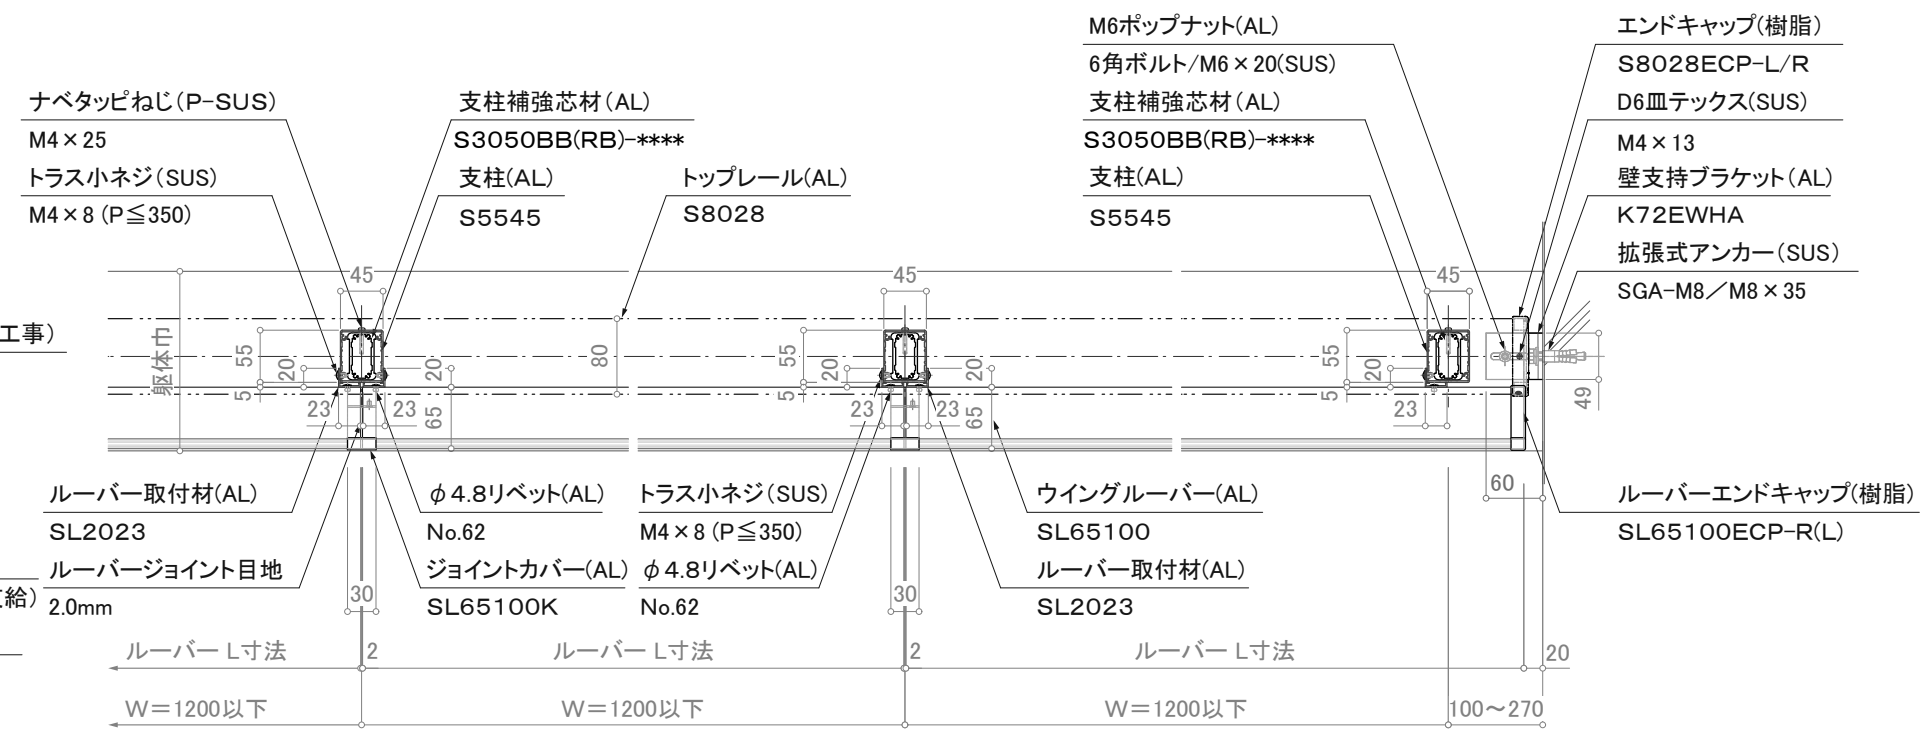 M6ポップナット(AL)
6角ボルト/M6×20(SUS)
支柱補強芯材(AL)
S3050BB(RB)-****
支柱(AL)
S5545
エンドキャップ(樹脂)
S8028ECP-L/R
D6皿テックス(SUS)
M4×13
壁支持ブラケット(AL)
K72EWHA
拡張式アンカー(SUS)
SGA-M8／M8×35
ナベタッピねじ(P-SUS)
M4×25
トラス小ネジ(SUS)
M4×8 (P≦350)
支柱補強芯材(AL)
S3050BB(RB)-****
支柱(AL)
S5545
トップレール(AL)
S8028
工事)
45
45
45
躯体巾
55
20
5
23
23
20
65
80
55
20
5
23
23
20
65
55
20
5
23
49
60
ルーバー取付材(AL)
SL2023
ルーバージョイント目地
2.0mm
給)
φ4.8リベット(AL)
No.62
ジョイントカバー(AL)
SL65100K
トラス小ネジ(SUS)
M4×8 (P≦350)
φ4.8リベット(AL)
No.62
ウイングルーバー(AL)
SL65100
ルーバー取付材(AL)
SL2023
ルーバーエンドキャップ(樹脂)
SL65100ECP-R(L)
30
30
ルーバー L寸法
2
ルーバー L寸法
2
ルーバー L寸法
20
W＝1200以下
W＝1200以下
W＝1200以下
100～270